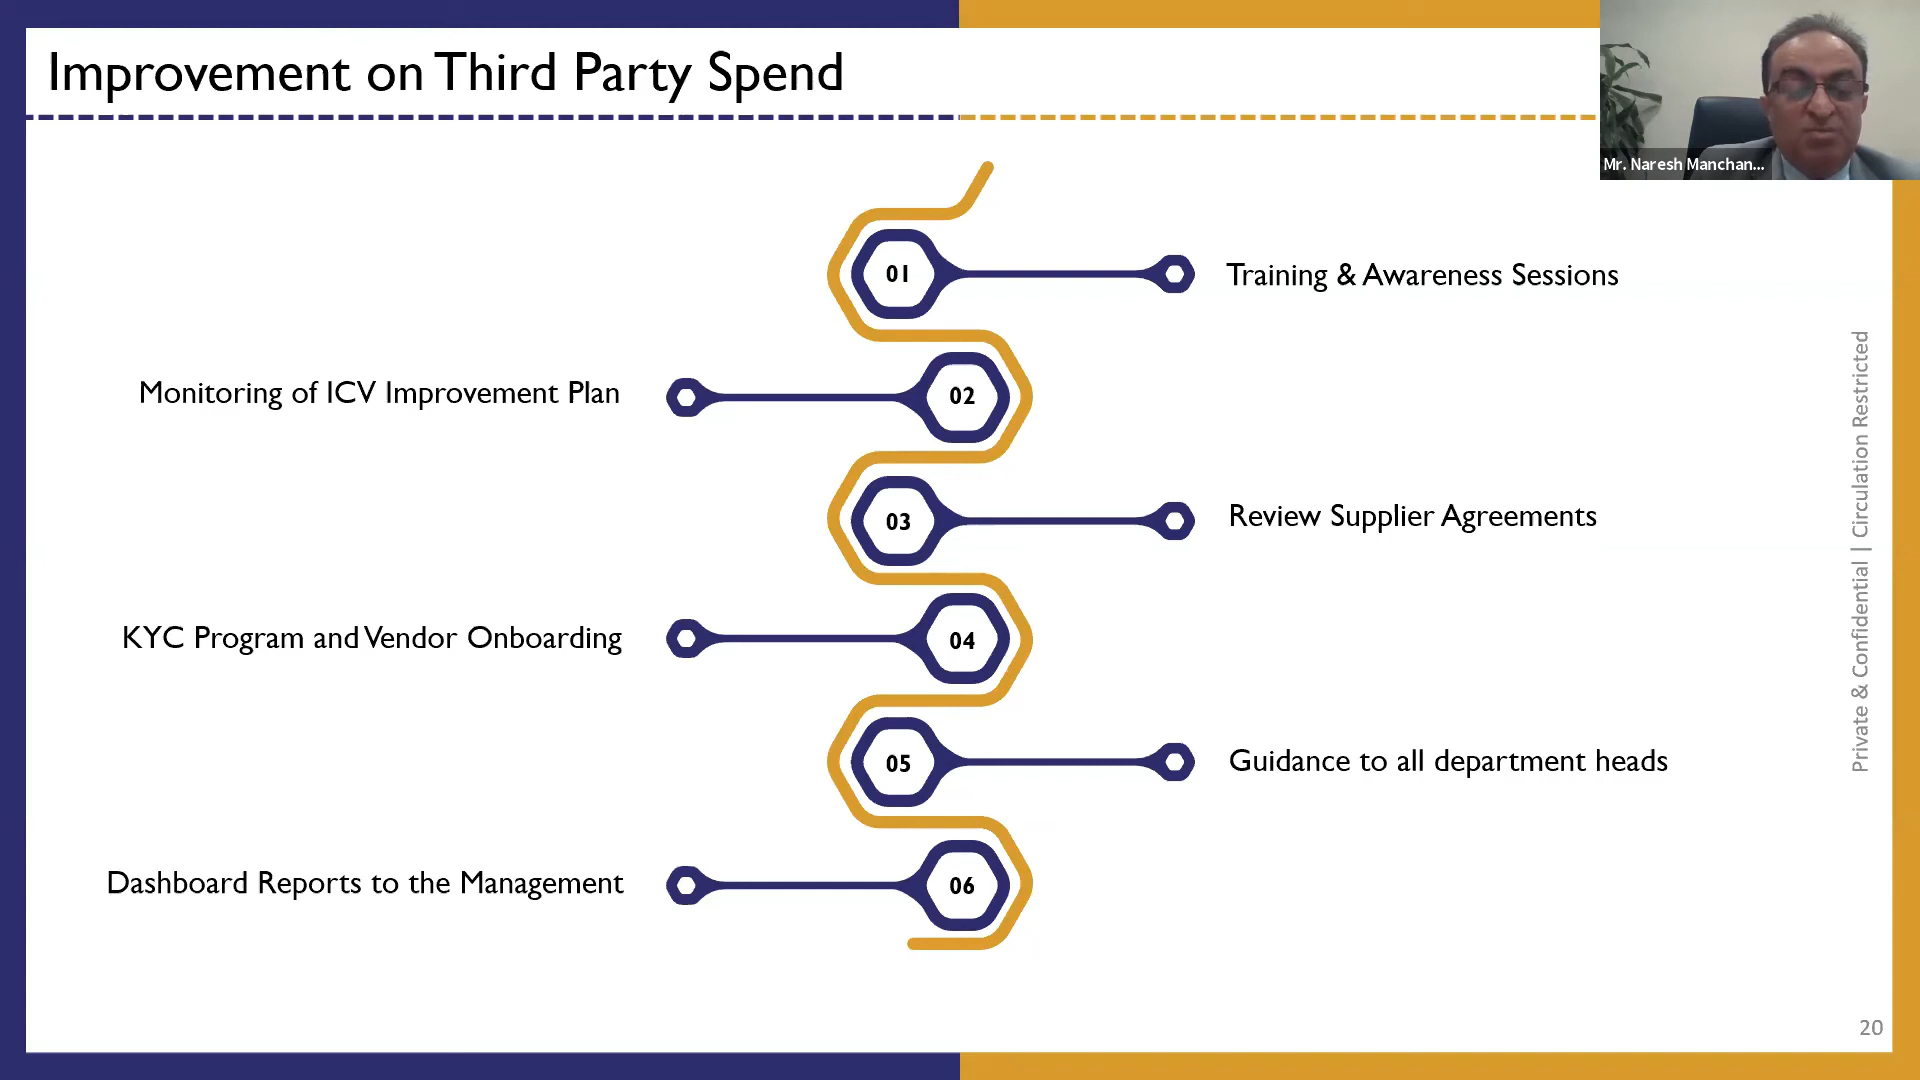 Improvement on Third Party Spend
Mr. Naresh Manchan...
01
Training & Awareness Sessions
Monitoring of ICV Improvement Plan
02
03
Review Supplier Agreements
KYC Program and Vendor Onboarding
04
05
Guidance to all department heads
Dashboard Reports to the Management
06
Private & Confidential | Circulation Restricted
20